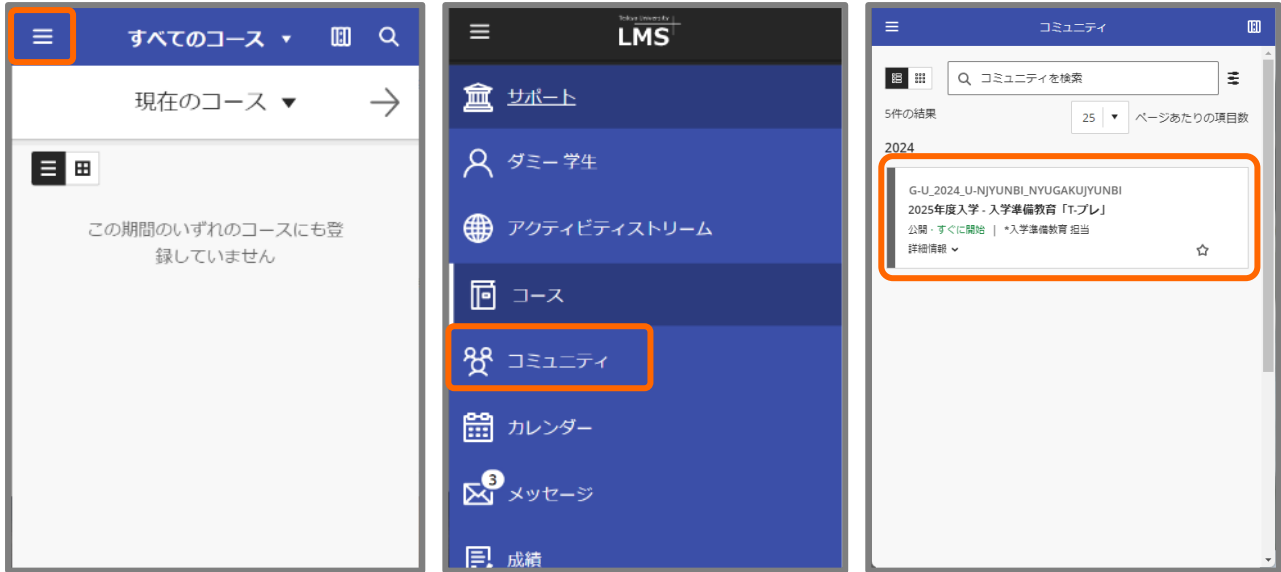 すべてのコース
現在のコース
この期間のいずれのコースにも登
録していません
Teikyo University
LMS
サポート
ダミー 学生
アクティビティストリーム
コース
コミュニティ
カレンダー
3
メッセージ
成績
コミュニティ
コミュニティを検索
5件の結果
25 ページあたりの項目数
2024
G-U_2024_U-NJYUNBI_NYUGAKUJYUNBI
2025年度入学 - 入学準備教育「T-プレ」
公開・すぐに開始 | *入学準備教育 担当
詳細情報